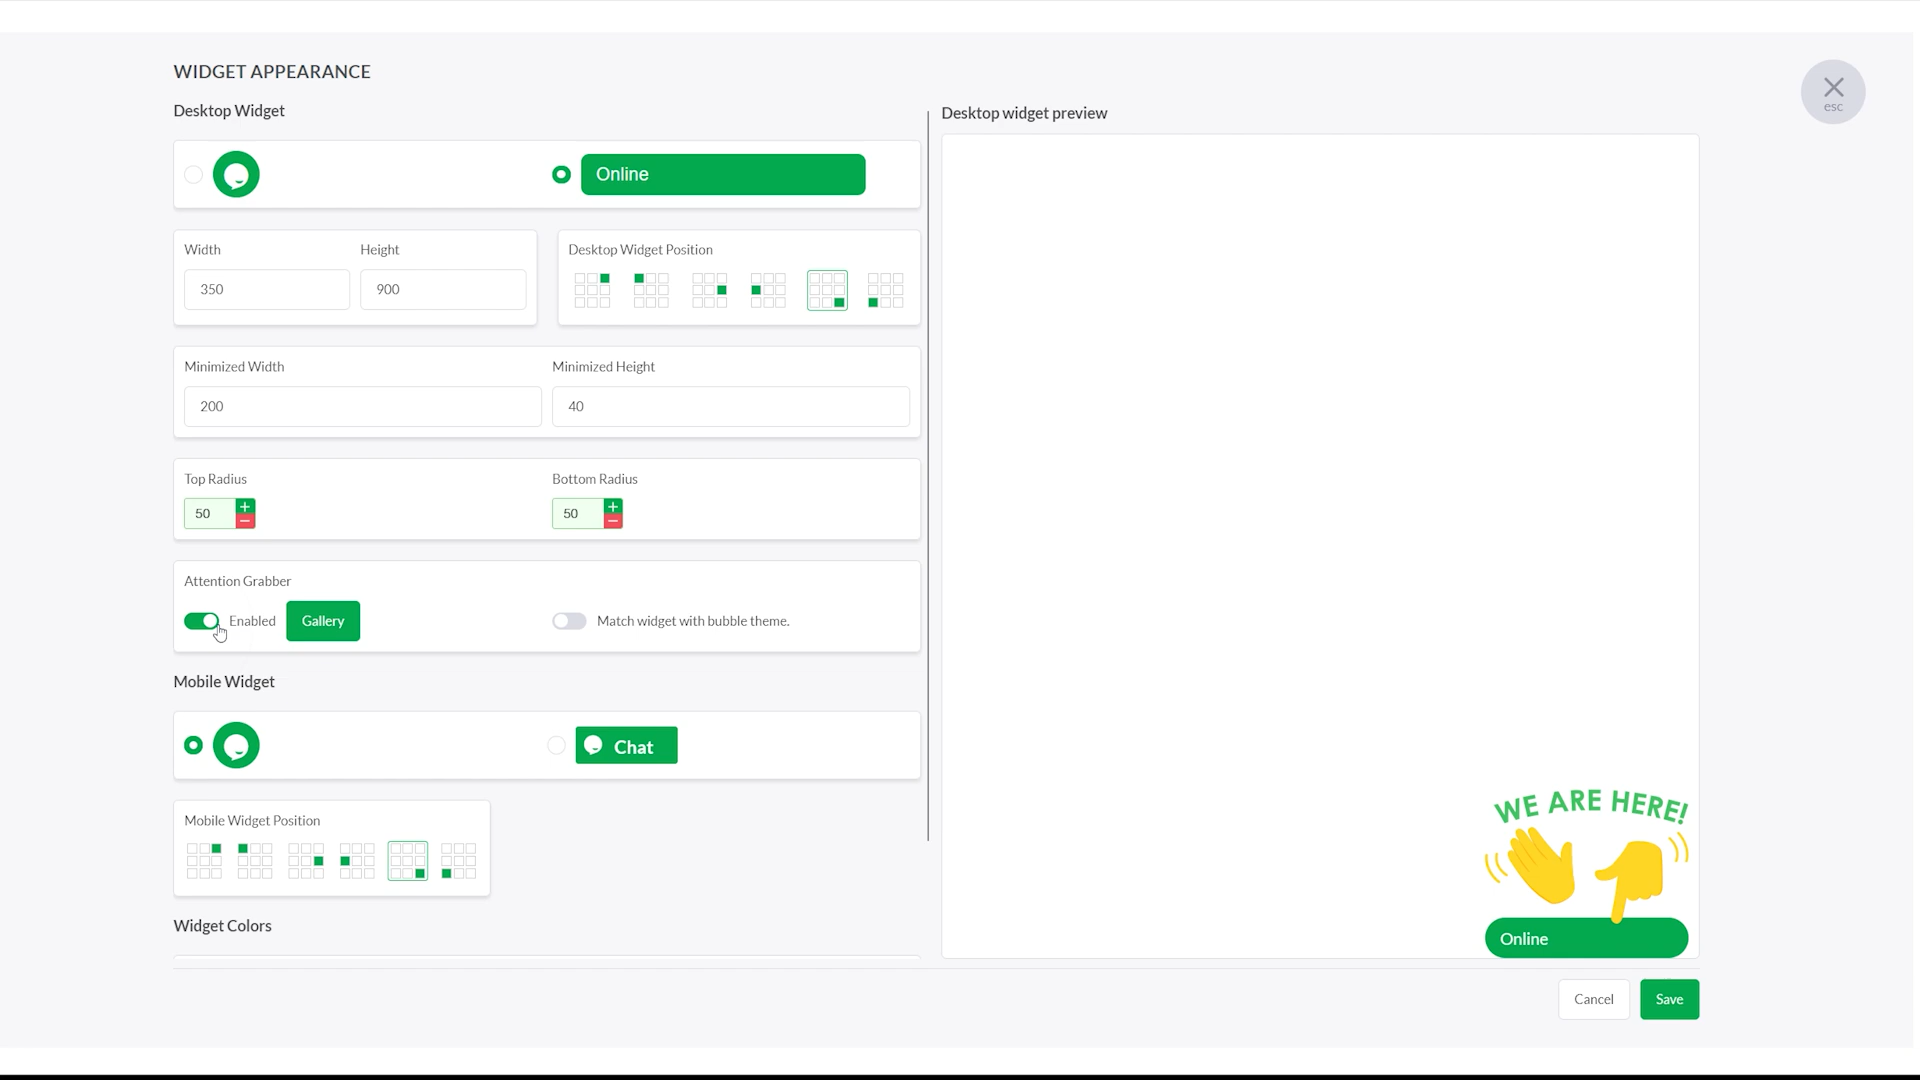 WIDGET APPEARANCE
esc
Desktop Widget
Desktop widget preview
Online
Width
Height
Desktop Widget Position
350
900
Minimized Width
Minimized Height
200
40
Top Radius
Bottom Radius
50
50
Attention Grabber
Enabled
Gallery
Match widget with bubble theme.
Mobile Widget
Chat
Mobile Widget Position
WE ARE HERE!
Widget Colors
Online
Cancel
Save